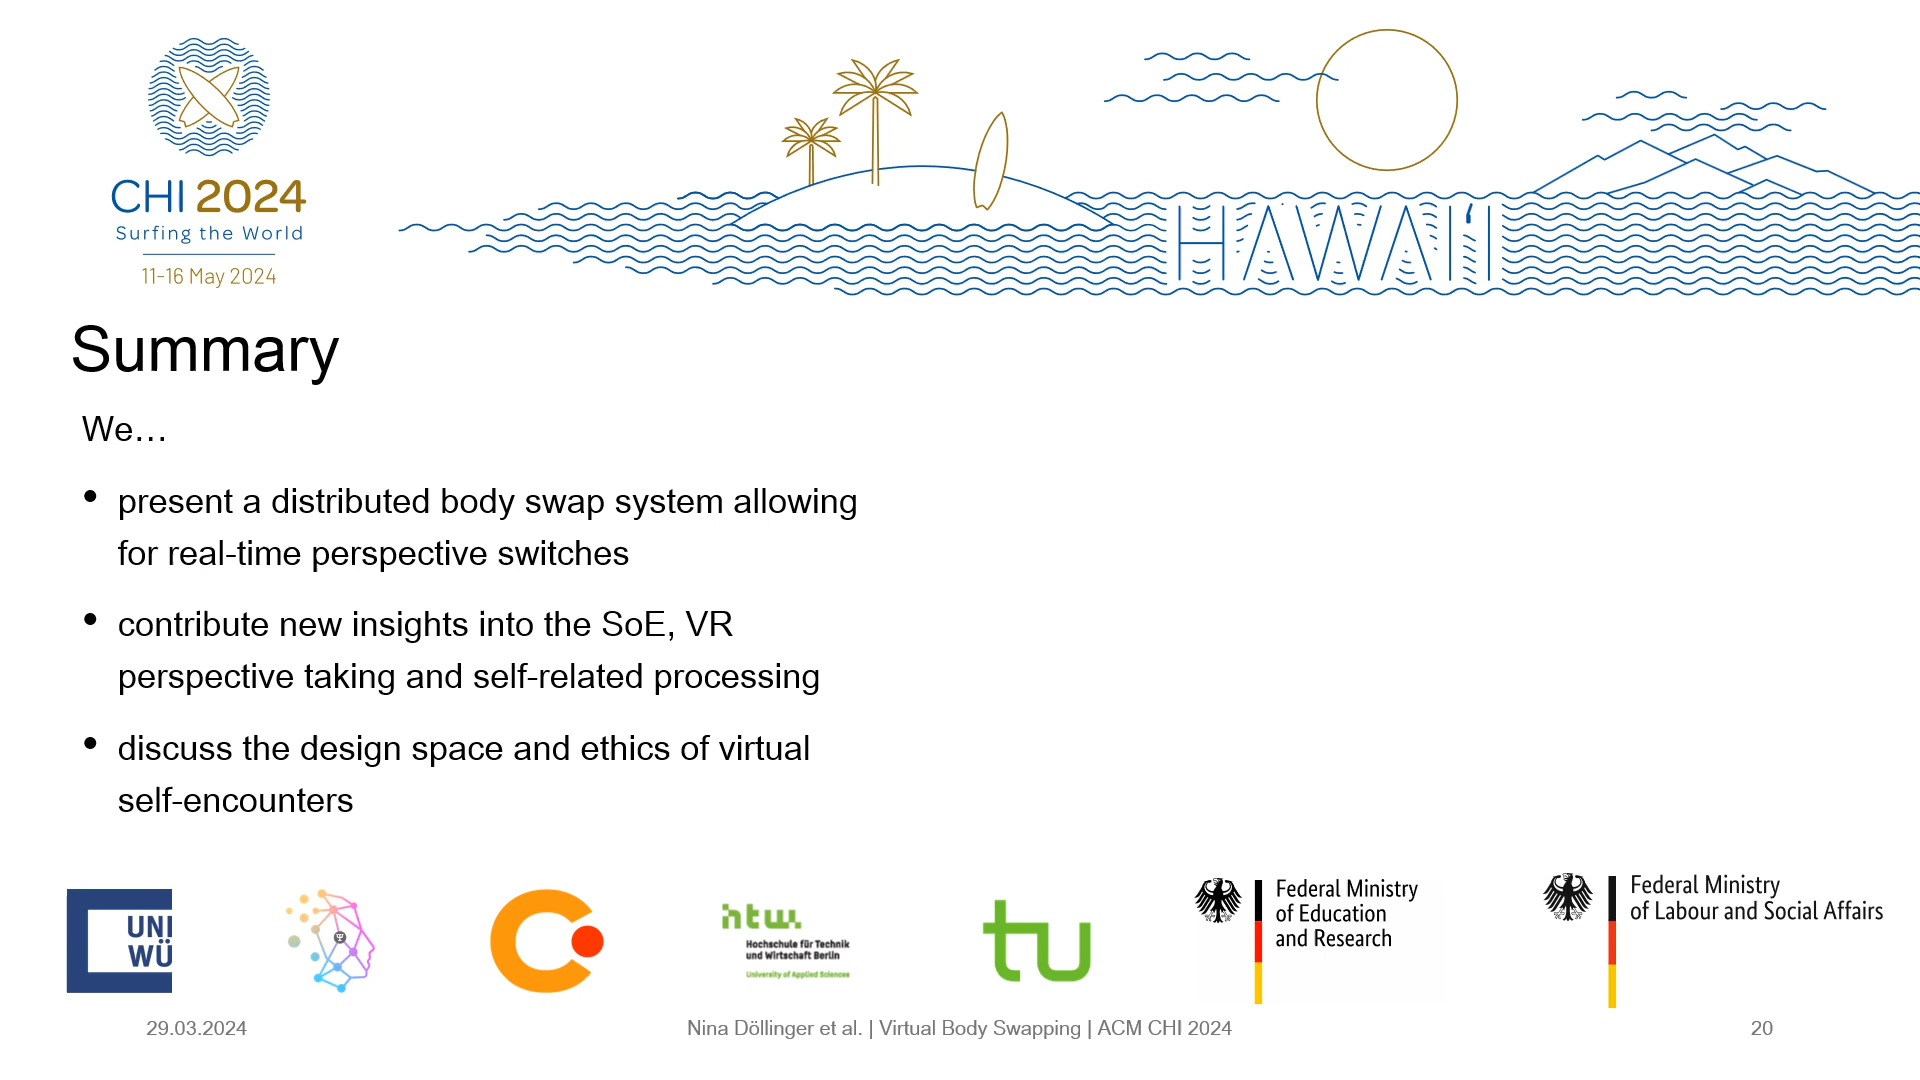 CHI 2024
Surfing the World
11-16 May 2024
HAWAIʻI
Summary
We…
• present a distributed body swap system allowing
for real-time perspective switches
• contribute new insights into the SoE, VR
perspective taking and self-related processing
• discuss the design space and ethics of virtual
self-encounters
UNI
WÜ
htw.
Hochschule für Technik
und Wirtschaft Berlin
University of Applied Sciences
tu
Federal Ministry
of Education
and Research
Federal Ministry
of Labour and Social Affairs
29.03.2024
Nina Döllinger et al. | Virtual Body Swapping | ACM CHI 2024
20